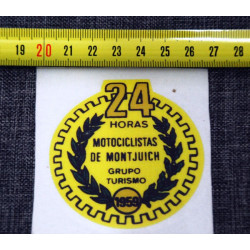 19 20 21 22 23 24 25 26 27 28
24
HORAS
MOTOCICLISTAS
DE MONTJUICH
GRUPO
TURISMO
1959